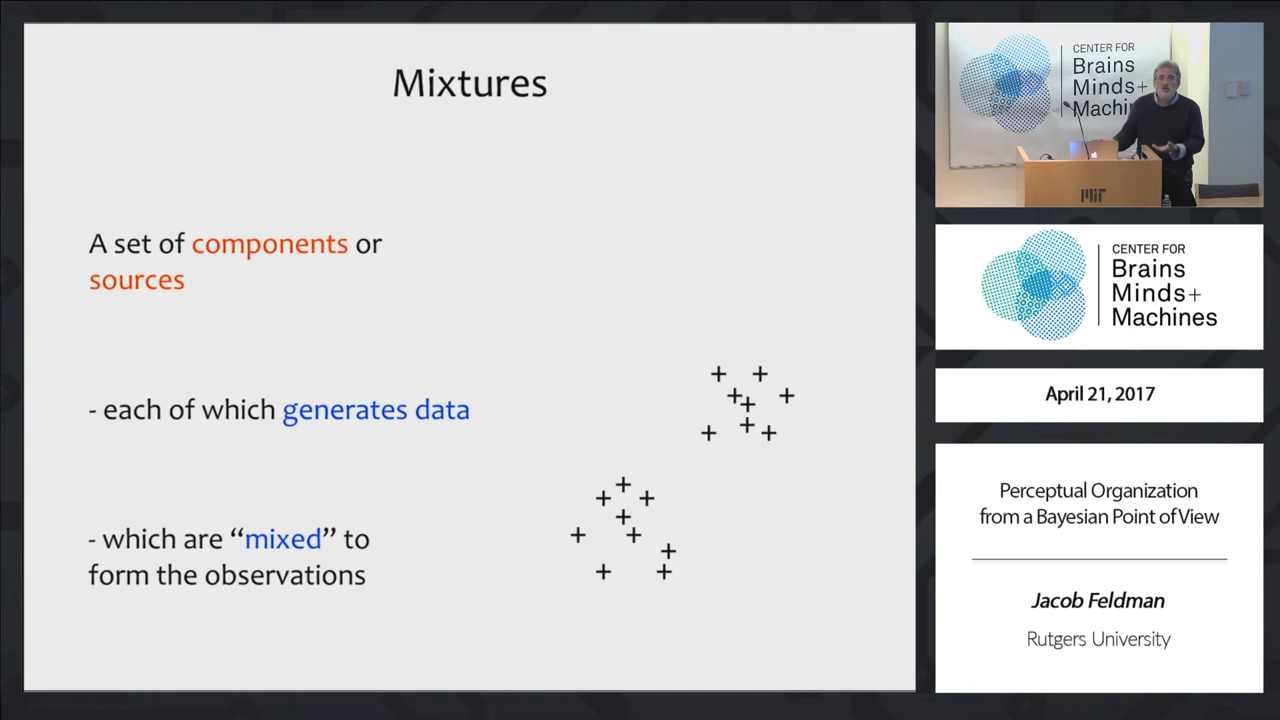 Mixtures
A set of components or
sources
- each of which generates data
- which are “mixed” to
form the observations
CENTER FOR
Brains
Minds+
Machin
MIT
CENTER FOR
Brains
Minds+
Machines
April 21, 2017
Perceptual Organization
from a Bayesian Point of View
Jacob Feldman
Rutgers University